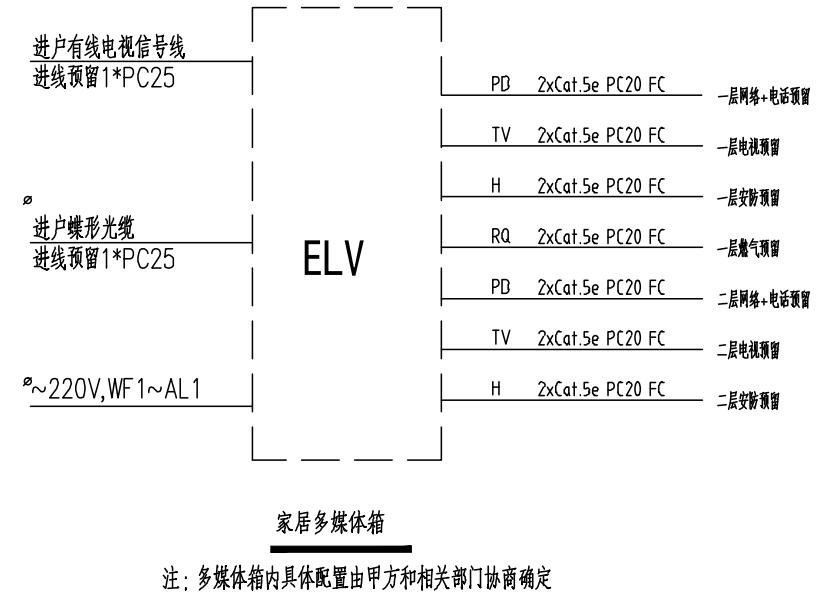 进户有线电视信号线
进线预留1*PC25
PD 2xCat.5e PC20 FC 一层网络+电话预留
TV 2xCat.5e PC20 FC 一层电视预留
H 2xCat.5e PC20 FC 一层安防预留
进户蝶形光缆
进线预留1*PC25
ELV
RQ 2xCat.5e PC20 FC 一层燃气预留
PD 2xCat.5e PC20 FC 二层网络+电话预留
TV 2xCat.5e PC20 FC 二层电视预留
~220V,WF1~AL1
H 2xCat.5e PC20 FC 二层安防预留
家居多媒体箱
注: 多媒体箱内具体配置由甲方和相关部门协商确定